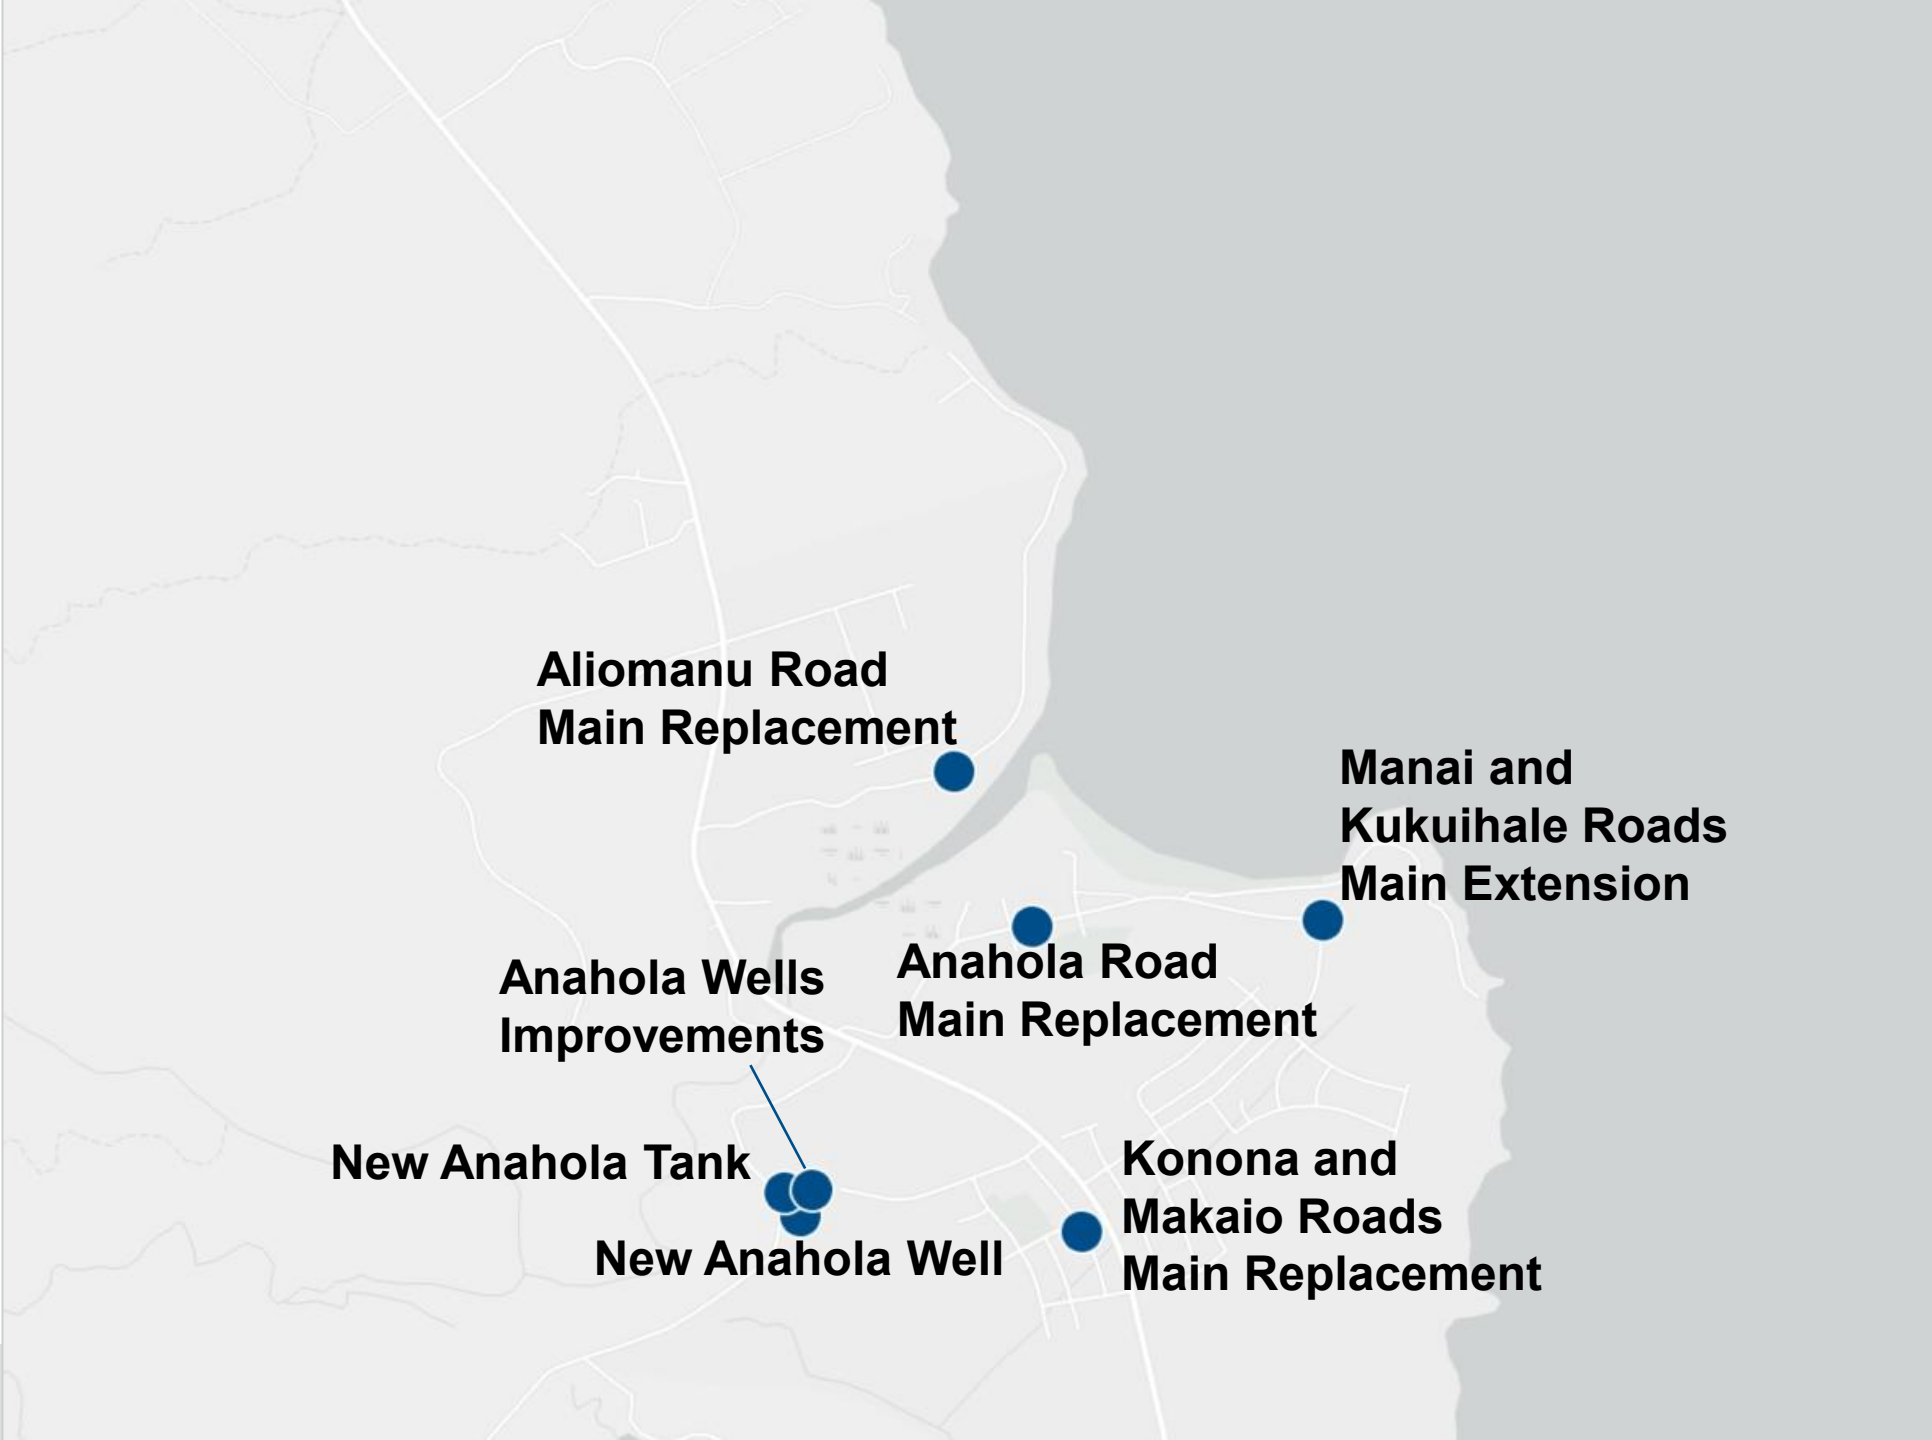 Aliomanu Road
Main Replacement
Manai and
Kukuihale Roads
Main Extension
Anahola Road
Main Replacement
Anahola Wells
Improvements
New Anahola Tank
New Anahola Well
Konona and
Makaio Roads
Main Replacement